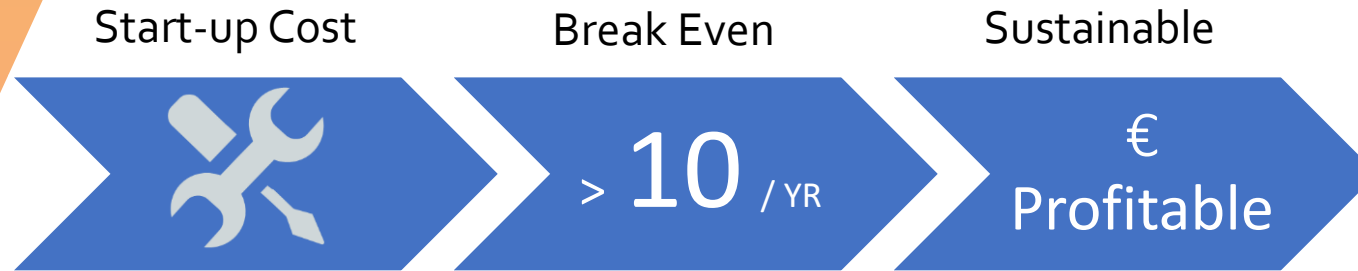 Start-up Cost
Break Even
Sustainable
> 10 / YR
€
Profitable